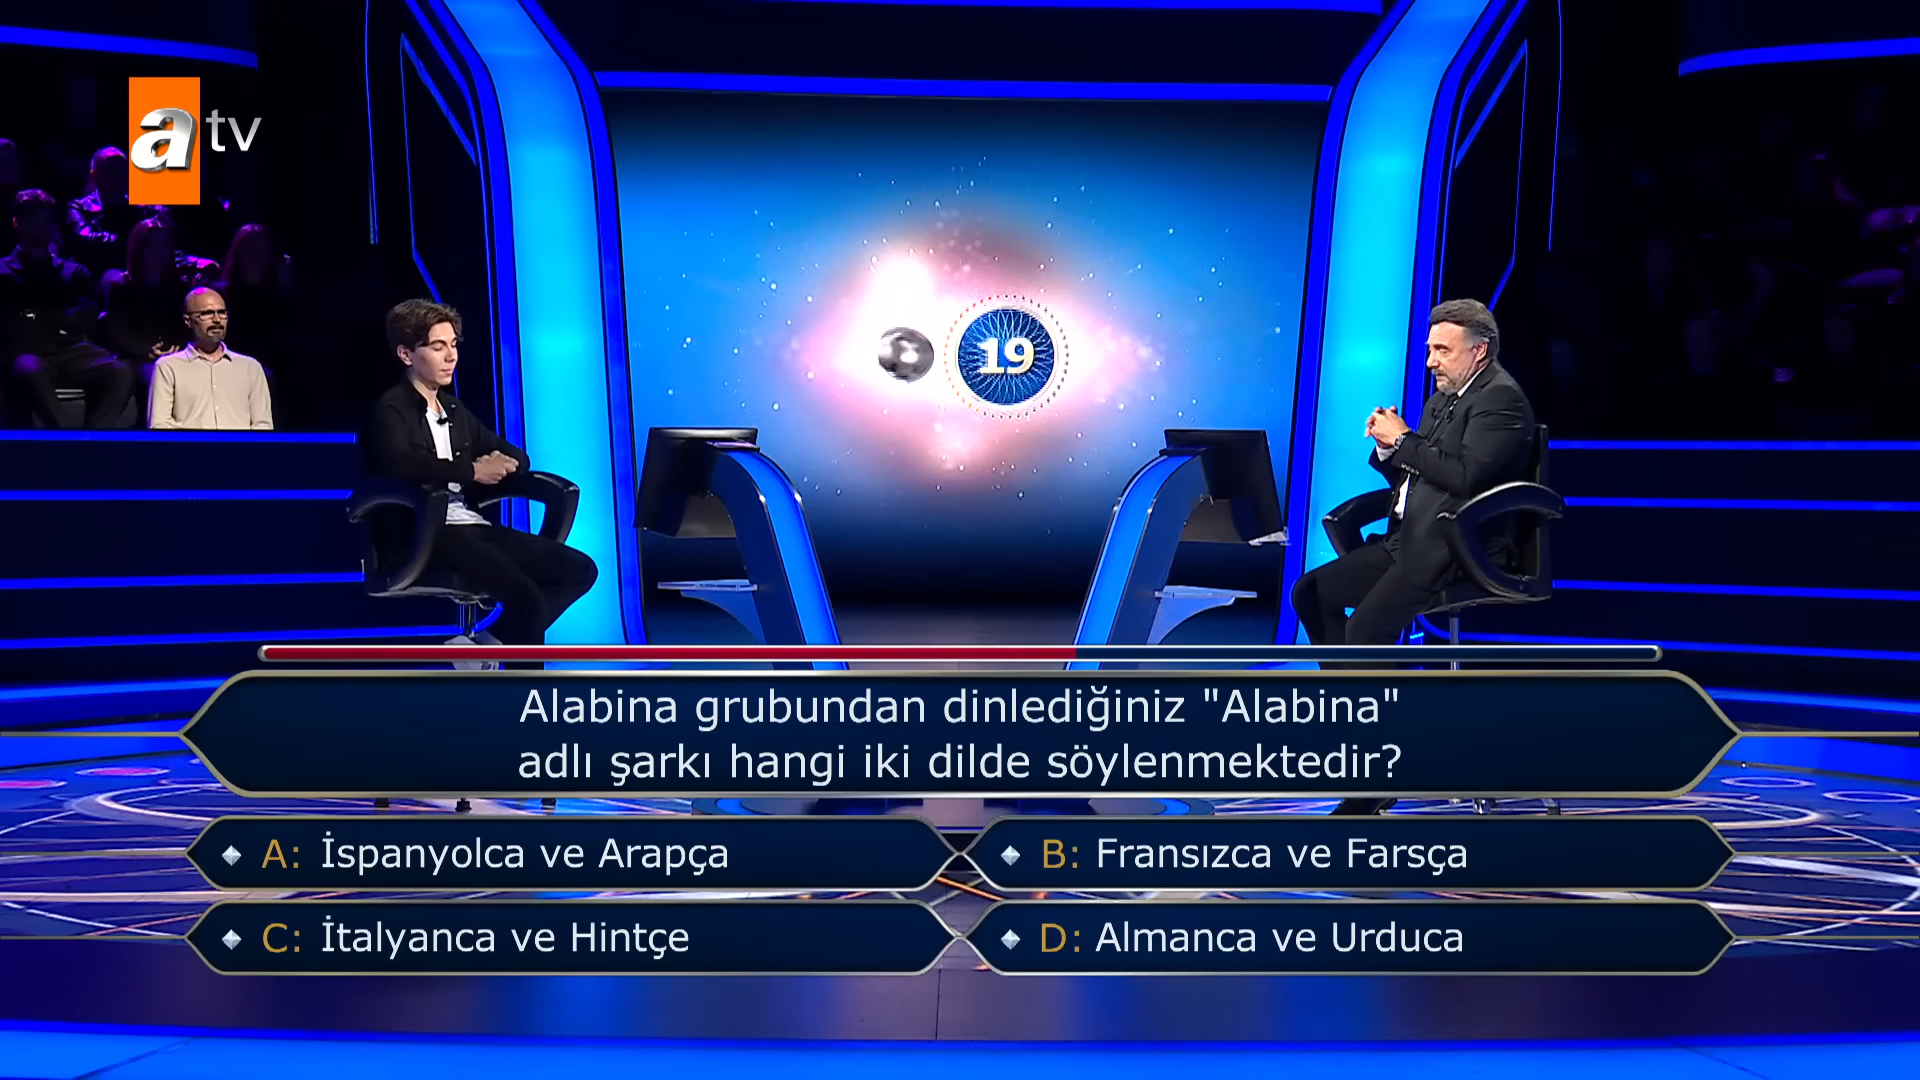 atv
19
Alabina grubundan dinlediğiniz "Alabina"
adlı şarkı hangi iki dilde söylenmektedir?
A: İspanyolca ve Arapça
B: Fransızca ve Farsça
C: İtalyanca ve Hintçe
D: Almanca ve Urduca